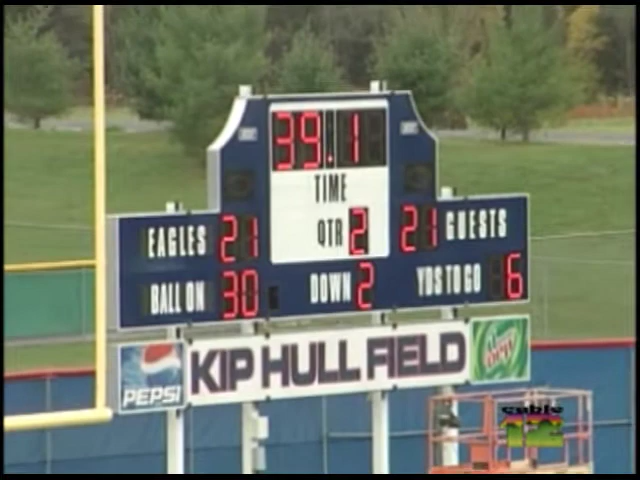 39.1
TIME
EAGLES 21 QTR 2 21 GUESTS
BALL ON 30 DOWN 2 YDS TO GO 6
PEPSI KIP HULL FIELD Mtn Dew
cable
12